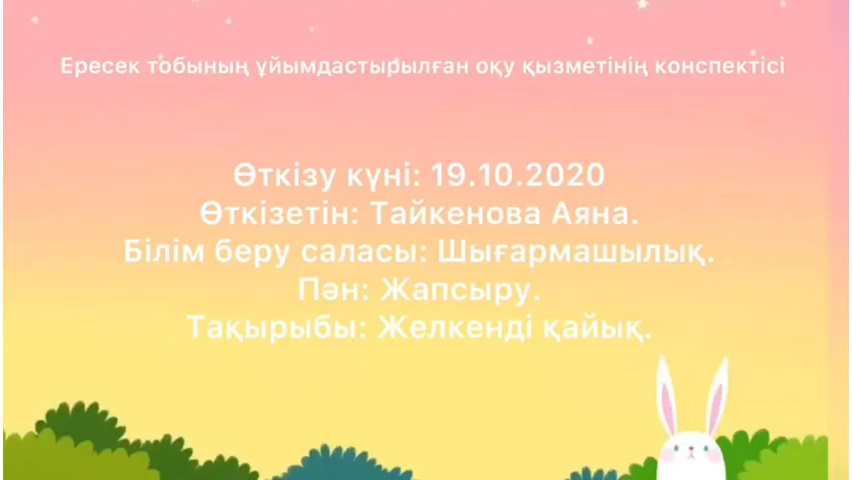 Ересек тобының ұйымдастырылған оқу қызметінің конспектісі
Өткізу күні: 19.10.2020
Өткізетін: Тайкенова Аяна.
Білім беру саласы: Шығармашылық.
Пән: Жапсыру.
Тақырыбы: Желкенді қайық.